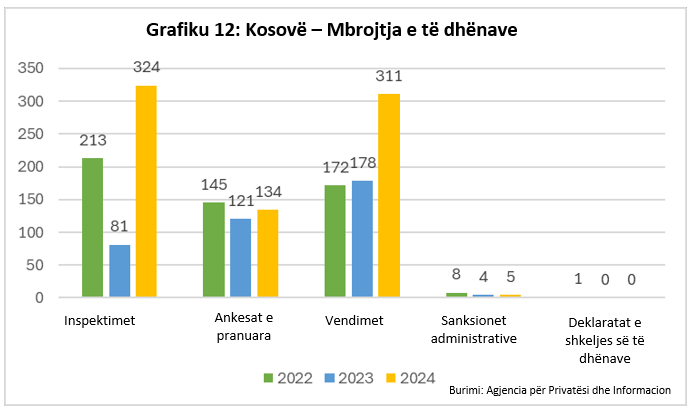 Grafiku 12: Kosovë – Mbrojtja e të dhënave
350
300
250
200
150
100
50
0
213
81
324
145
121
134
172
178
311
8
4
5
1
0
0
Inspektimet
Ankesat e
pranuara
Vendimet
Sanksionet
administrative
Deklaratat e
shkeljes së të
dhënave
2022 2023 2024
Burimi: Agjencia për Privatësi dhe Informacion